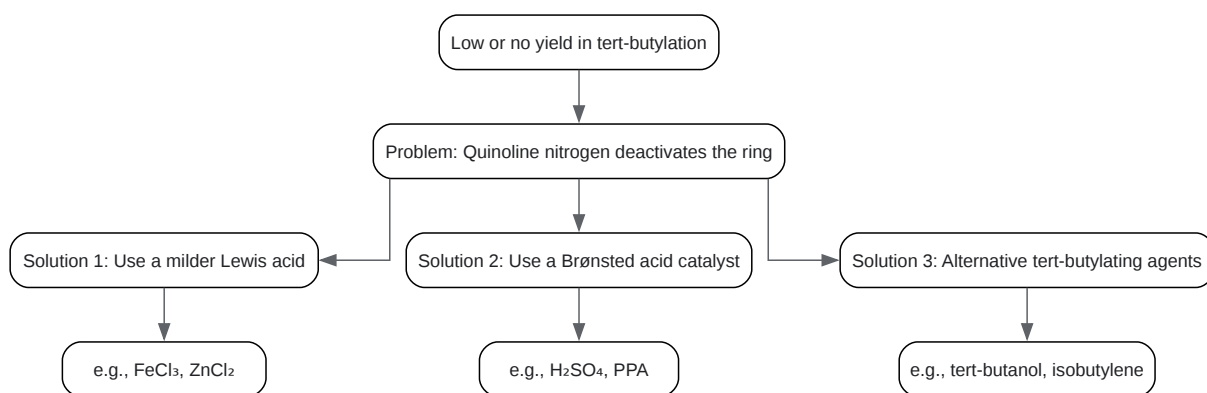 Low or no yield in tert-butylation
Problem: Quinoline nitrogen deactivates the ring
Solution 1: Use a milder Lewis acid
Solution 2: Use a Brønsted acid catalyst
Solution 3: Alternative tert-butylating agents
e.g., FeCl₃, ZnCl₂
e.g., H₂SO₄, PPA
e.g., tert-butanol, isobutylene